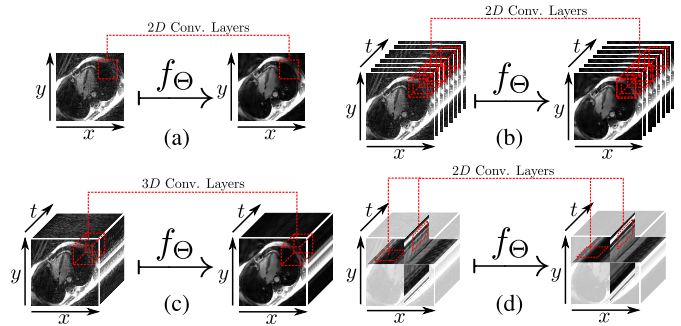 2D Conv. Layers
y
f_Θ
x
(a)
2D Conv. Layers
t
y
f_Θ
x
(b)
3D Conv. Layers
t
y
f_Θ
x
(c)
2D Conv. Layers
t
y
f_Θ
x
(d)
x
x
x
x